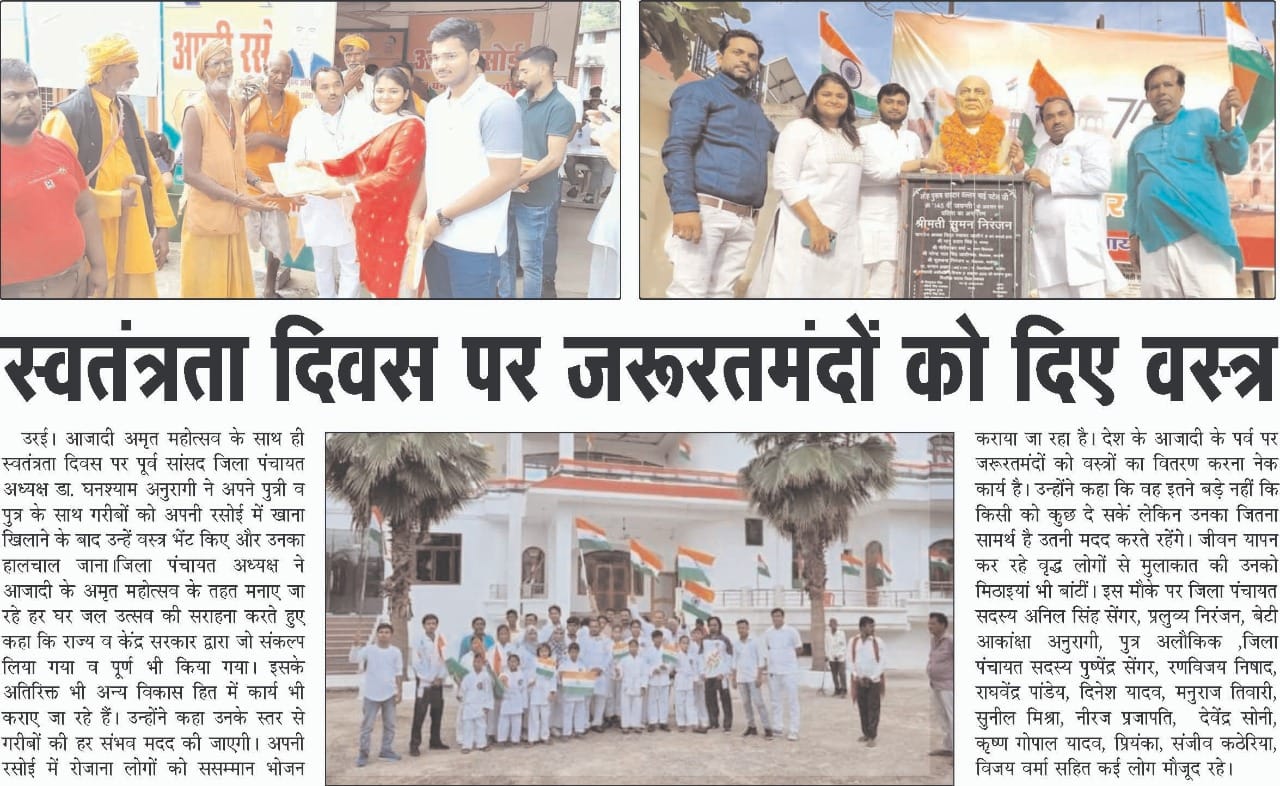 आपकी रसो
रसोई
लौह पुरुष सरदार वल्लभ भाई पटेल जी
श्रीमती सुमन निरंजन
स्वतंत्रता दिवस पर जरूरतमंदों को दिए वस्त्र
उरई। आजादी अमृत महोत्सव के साथ ही
स्वतंत्रता दिवस पर पूर्व सांसद जिला पंचायत
अध्यक्ष डा. घनश्याम अनुरागी ने अपने पुत्री व
पुत्र के साथ गरीबों को अपनी रसोई में खाना
खिलाने के बाद उन्हें वस्त्र भेंट किए और उनका
हालचाल जाना।जिला पंचायत अध्यक्ष ने
आजादी के अमृत महोत्सव के तहत मनाए जा
रहे हर घर जल उत्सव की सराहना करते हुए
कहा कि राज्य व केंद्र सरकार द्वारा जो संकल्प
लिया गया व पूर्ण भी किया गया। इसके
अतिरिक्त भी अन्य विकास हित में कार्य भी
कराए जा रहे हैं। उन्होंने कहा उनके स्तर से
गरीबों की हर संभव मदद की जाएगी। अपनी
रसोई में रोजाना लोगों को ससम्मान भोजन
कराया जा रहा है। देश के आजादी के पर्व पर
जरूरतमंदों को वस्त्रों का वितरण करना नेक
कार्य है। उन्होंने कहा कि वह इतने बड़े नहीं कि
किसी को कुछ दे सकें लेकिन उनका जितना
सामर्थ है उतनी मदद करते रहेंगे। जीवन यापन
कर रहे वृद्ध लोगों से मुलाकात की उनको
मिठाइयां भी बांटीं। इस मौके पर जिला पंचायत
सदस्य अनिल सिंह सेंगर, प्रलुव्य निरंजन, बेटी
आकांक्षा अनुरागी, पुत्र अलौकिक ,जिला
पंचायत सदस्य पुष्पेंद्र सेंगर, रणविजय निषाद,
राघवेंद्र पांडेय, दिनेश यादव, मनुराज तिवारी,
सुनील मिश्रा, नीरज प्रजापति, देवेंद्र सोनी,
कृष्ण गोपाल यादव, प्रियंका, संजीव कठेरिया,
विजय वर्मा सहित कई लोग मौजूद रहे।